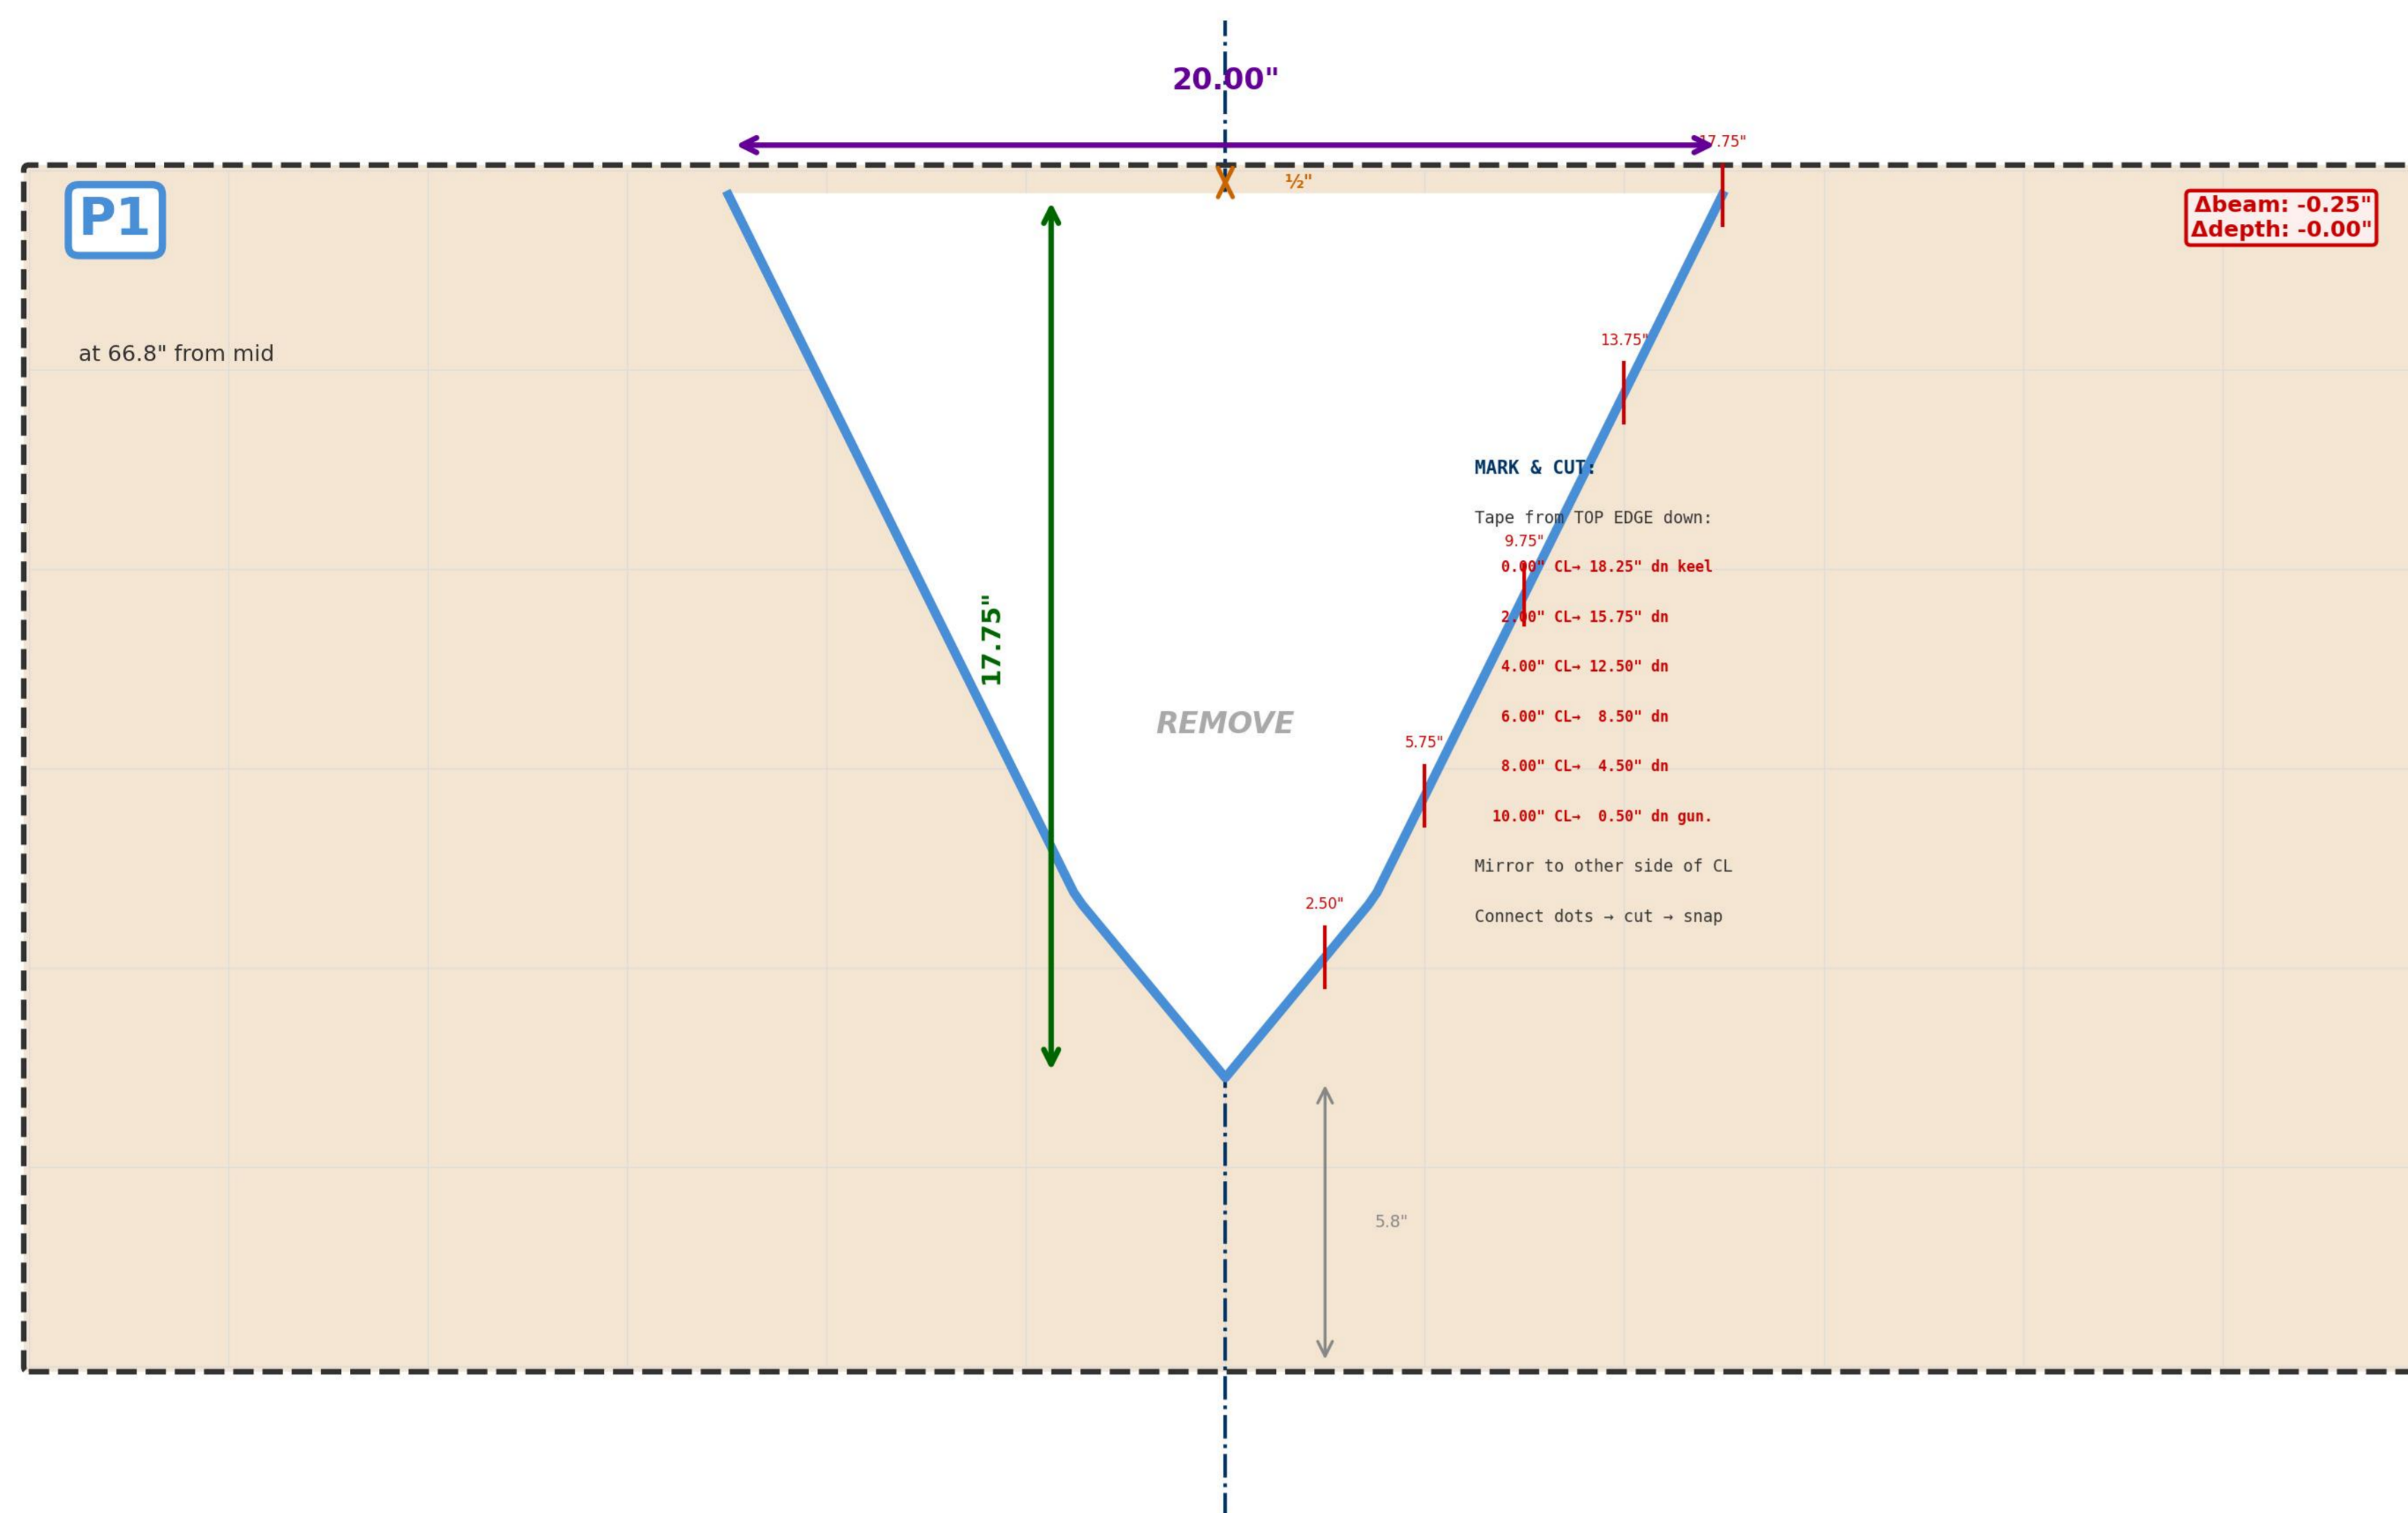 20.00"
17.75"
½"
P1
Δbeam: -0.25"
Δdepth: -0.00"
at 66.8" from mid
13.75"
MARK & CUT:
Tape from TOP EDGE down:
9.75"
0.00" CL→ 18.25" dn keel
2.00" CL→ 15.75" dn
4.00" CL→ 12.50" dn
17.75"
6.00" CL→  8.50" dn
REMOVE
5.75"
8.00" CL→  4.50" dn
10.00" CL→  0.50" dn gun.
Mirror to other side of CL
2.50"
Connect dots → cut → snap
5.8"